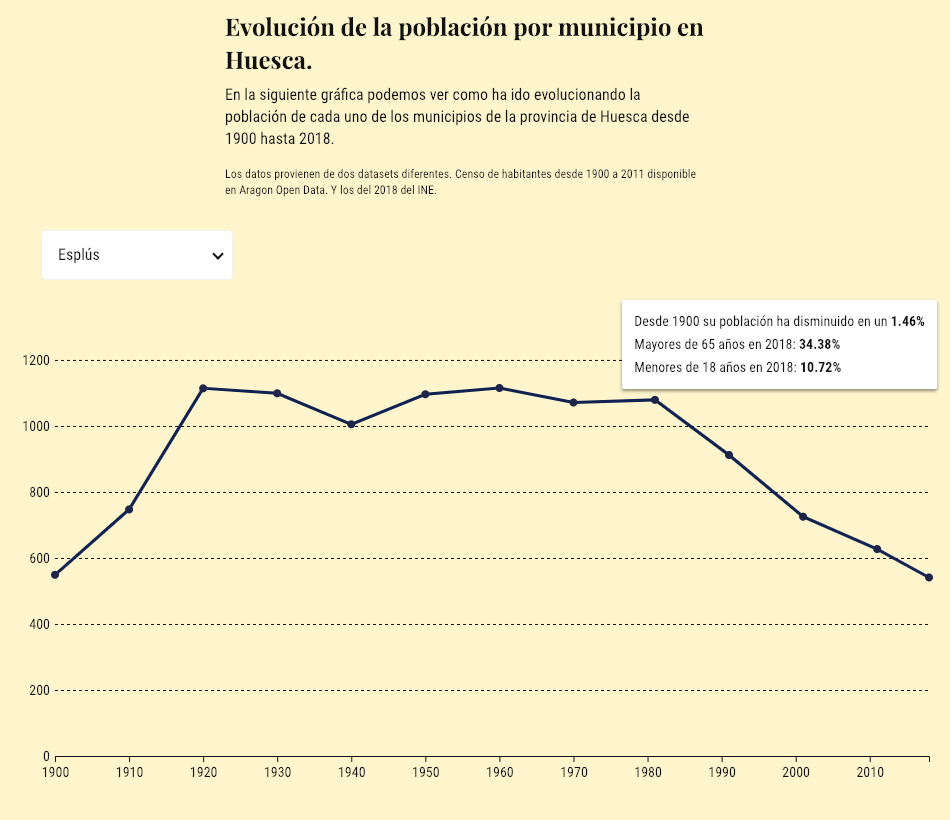 Evolución de la población por municipio en
Huesca.
En la siguiente gráfica podemos ver como ha ido evolucionando la
población de cada uno de los municipios de la provincia de Huesca desde
1900 hasta 2018.
Los datos provienen de dos datasets diferentes. Censo de habitantes desde 1900 a 2011 disponible
en Aragon Open Data. Y los del 2018 del INE.
Esplús
Desde 1900 su población ha disminuido en un 1.46%
Mayores de 65 años en 2018: 34.38%
Menores de 18 años en 2018: 10.72%
1200
1000
800
600
400
200
0
1900 1910 1920 1930 1940 1950 1960 1970 1980 1990 2000 2010